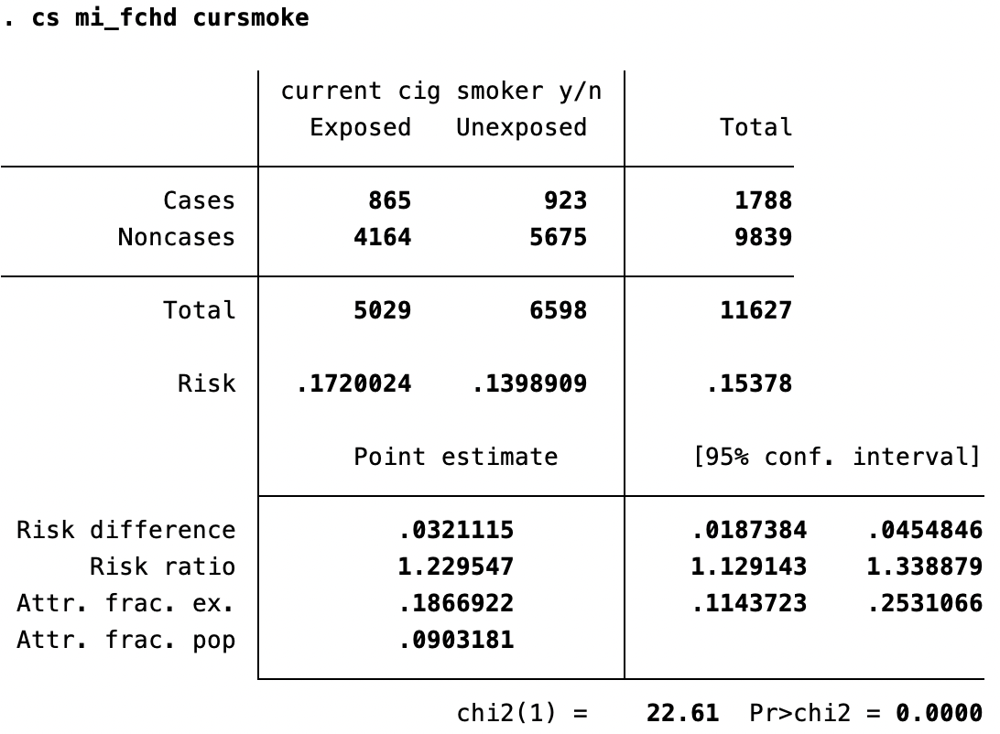 . cs mi_fchd cursmoke
current cig smoker y/n
Exposed Unexposed Total
Cases 865 923 1788
Noncases 4164 5675 9839
Total 5029 6598 11627
Risk .1720024 .1398909 .15378
Point estimate [95% conf. interval]
Risk difference .0321115 .0187384 .0454846
Risk ratio 1.229547 1.129143 1.338879
Attr. frac. ex. .1866922 .1143723 .2531066
Attr. frac. pop .0903181
chi2(1) = 22.61 Pr>chi2 = 0.0000